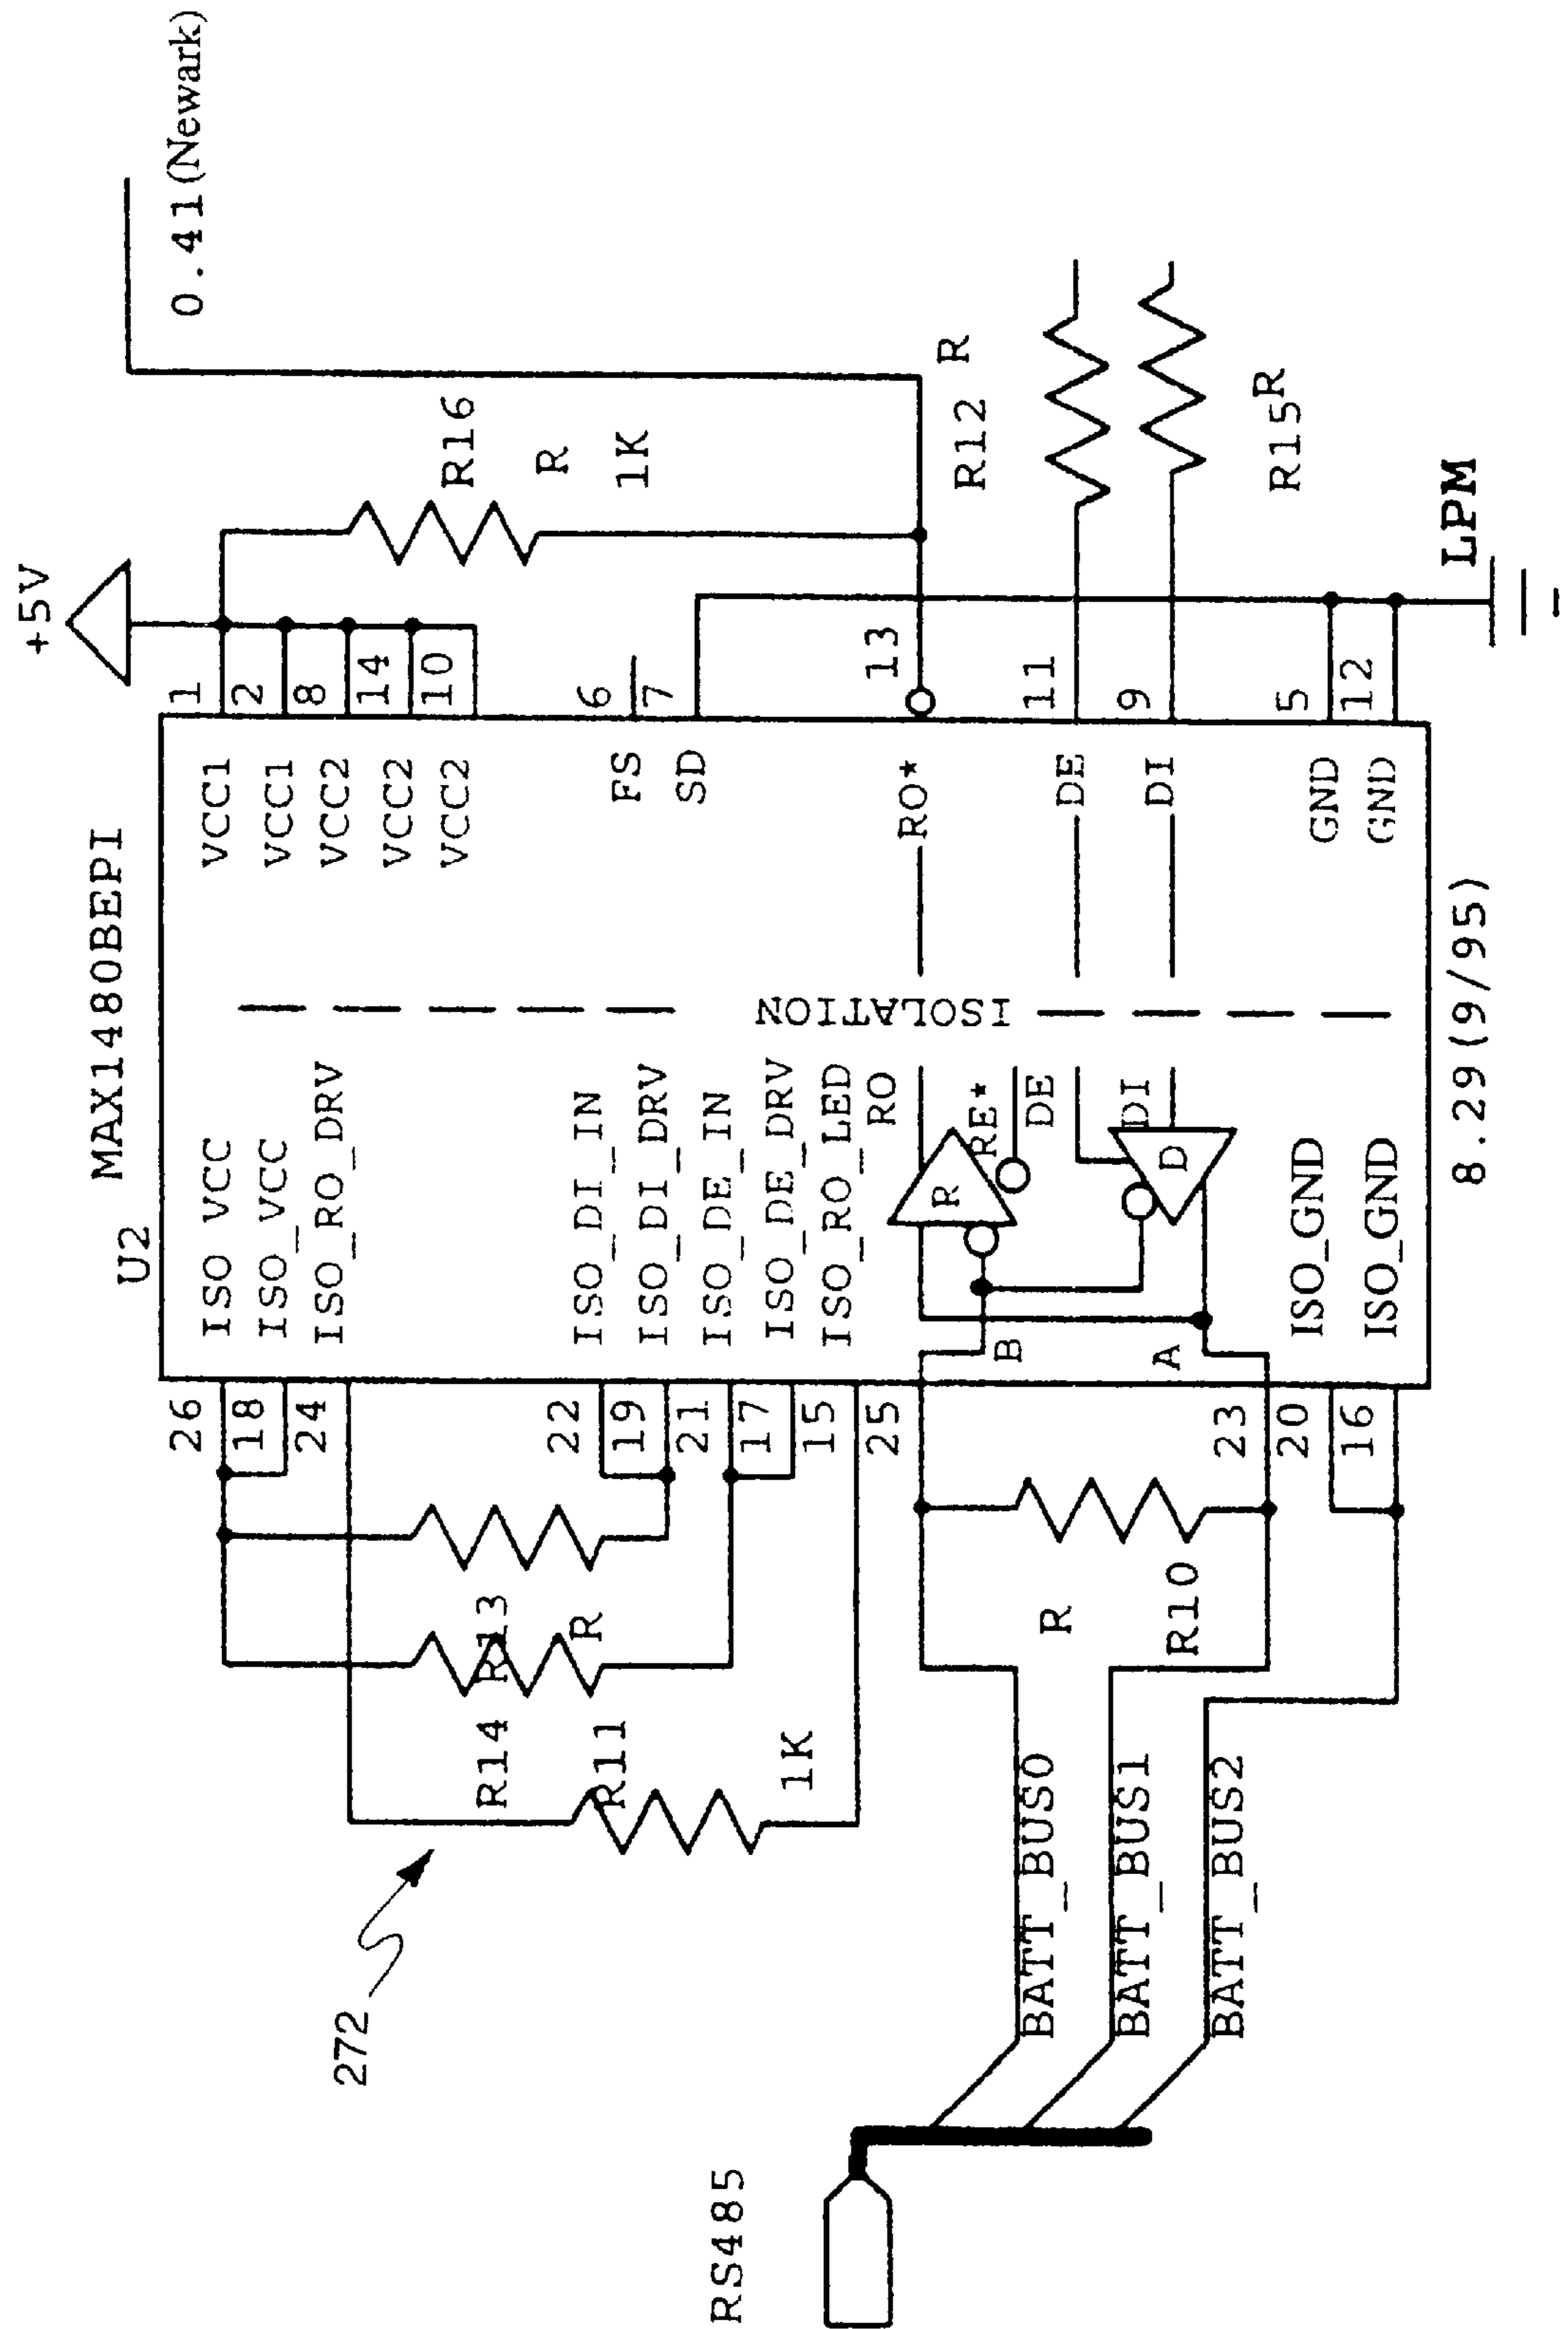 0.41(Newark)
+5V
R16
R
1K
R12
R
R15
R
LPM
1
2
8
14
10
6
7
13
11
9
5
12
MAX1480BEPI
U2
VCC1
VCC1
VCC2
VCC2
VCC2
FS
SD
RO*
DE
DI
GND
GND
ISOLATION
ISO VCC
ISO_VCC
ISO_RO_DRV
ISO_DI_IN
ISO_DI_DRV
ISO_DE_IN
ISO_DE_DRV
ISO_RO_LED
RO
RE*
DE
DI
R
D
B
A
ISO_GND
ISO_GND
8.29(9/95)
26
18
24
22
19
21
17
15
25
23
20
16
R13
R
R14
R11
1K
R
R10
272
BATT_BUS0
BATT_BUS1
BATT_BUS2
RS485